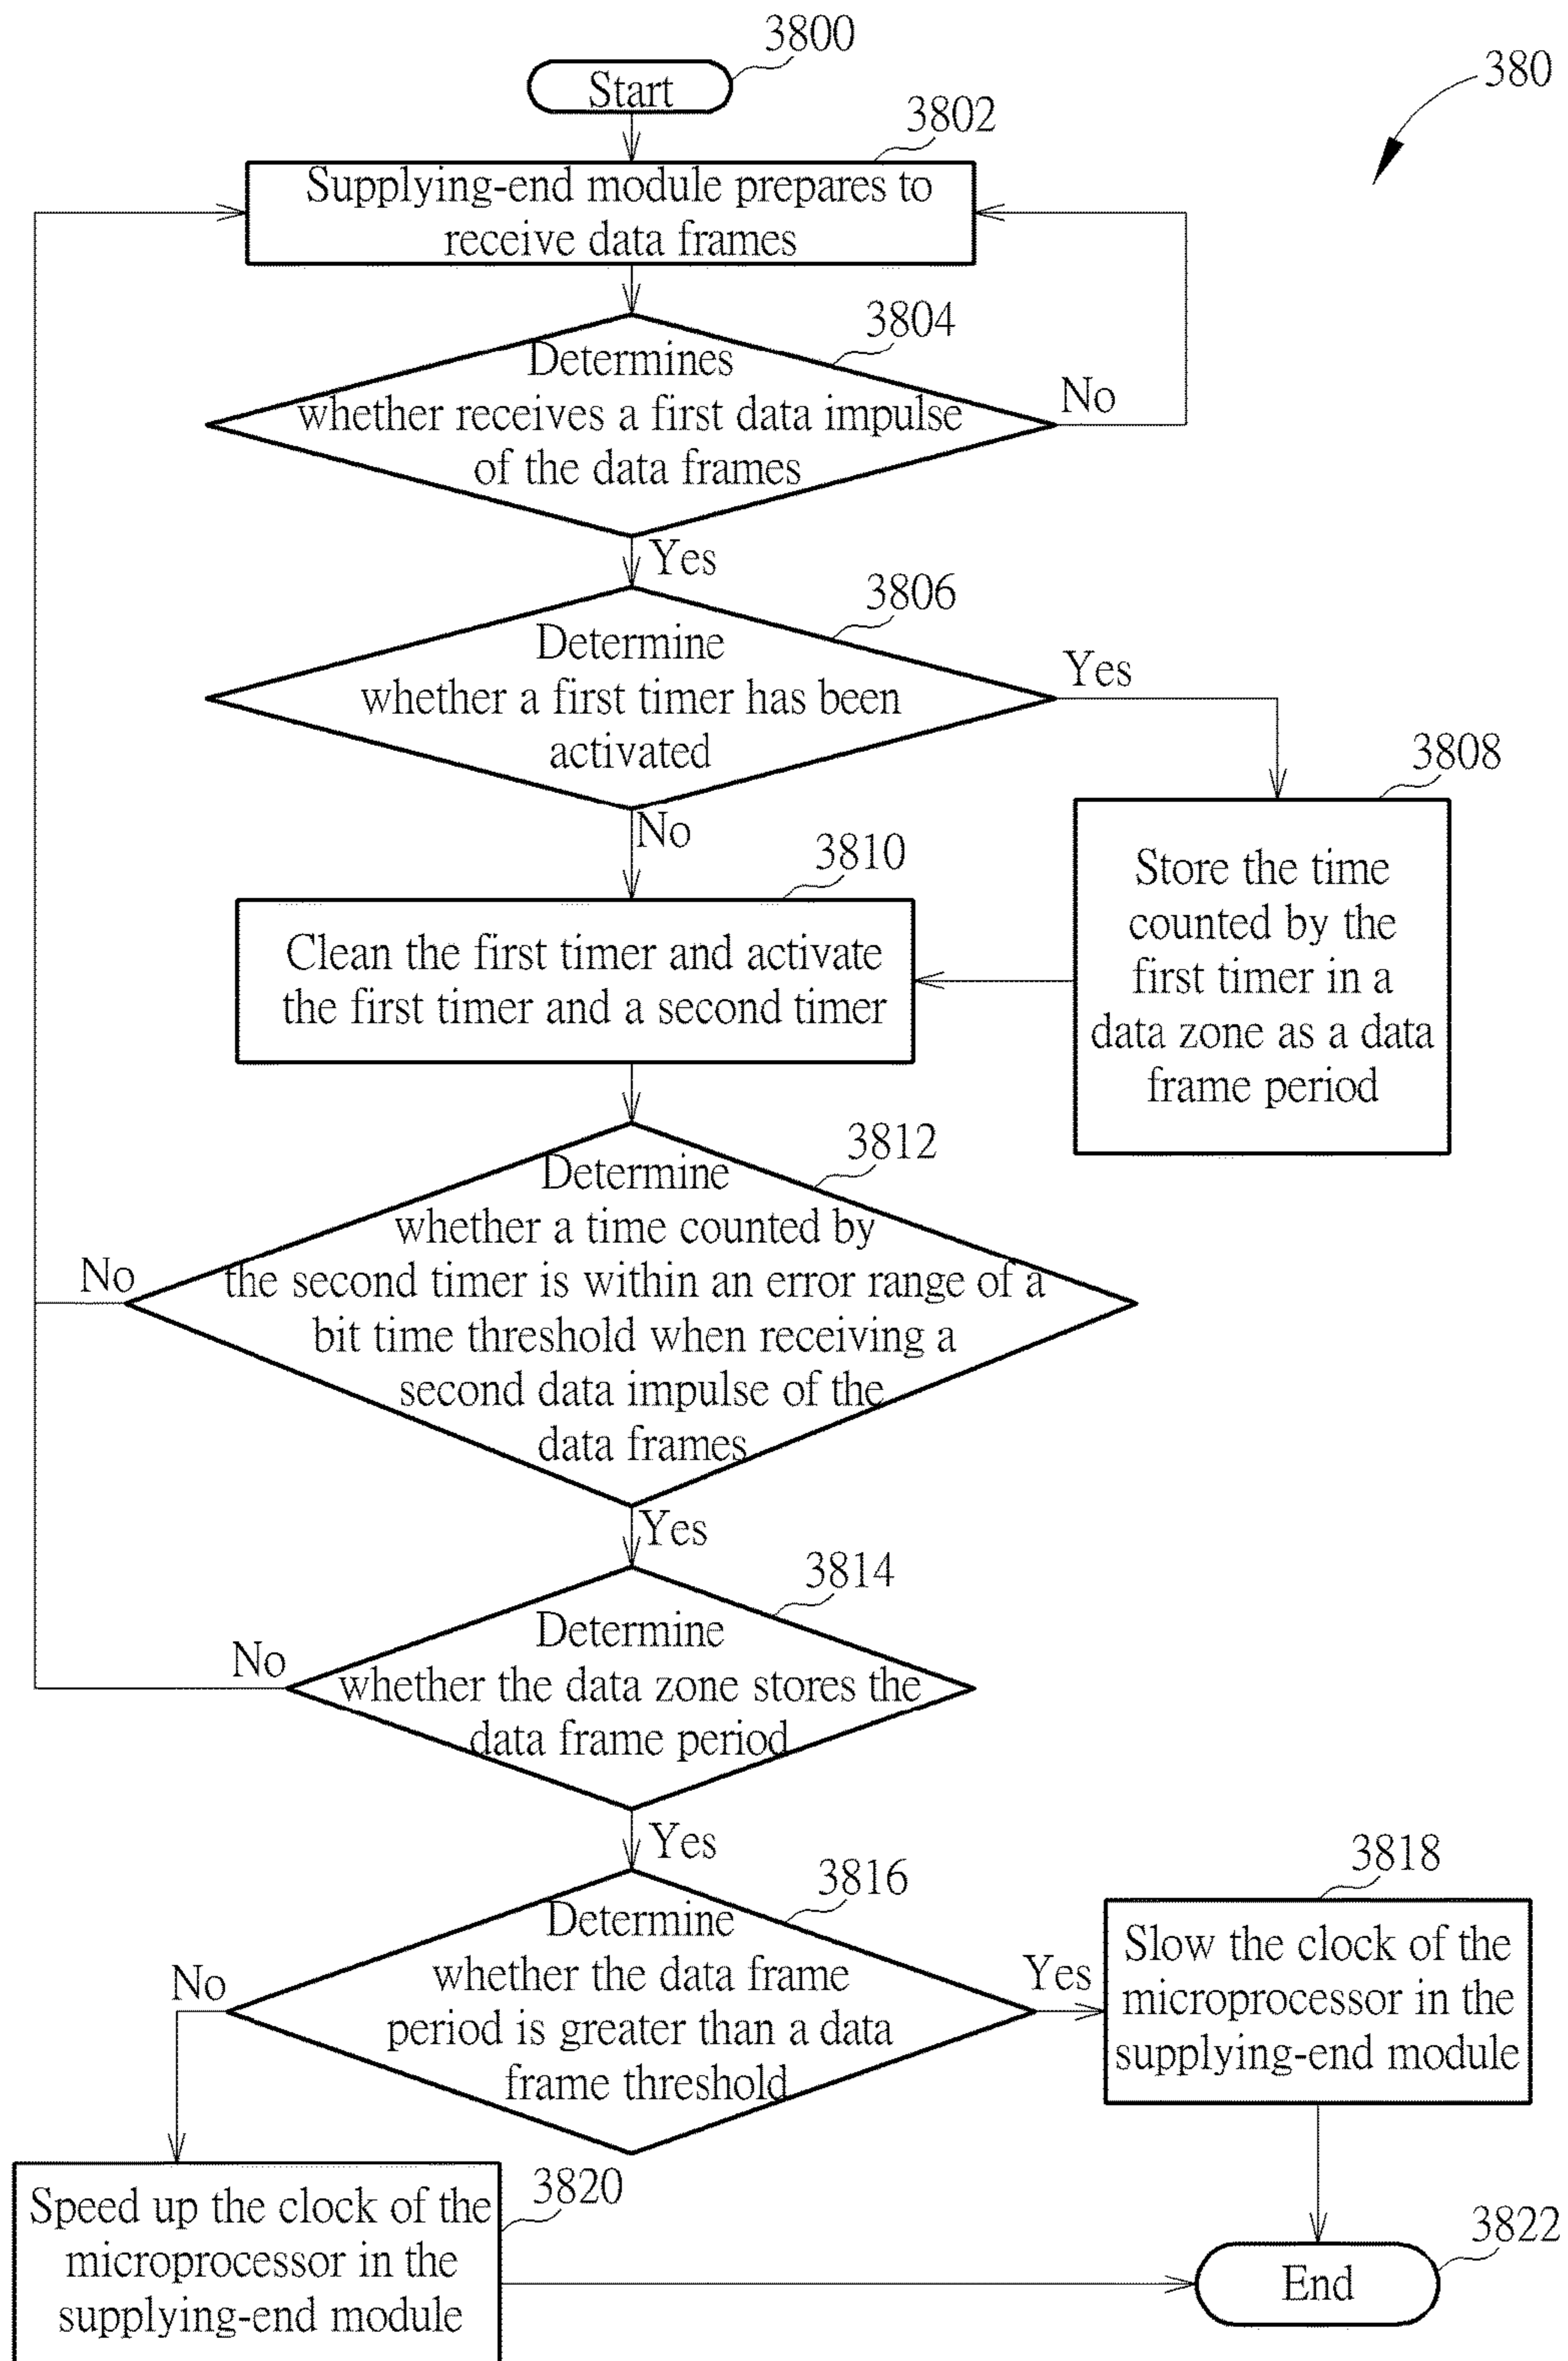 3800
Start
380
3802
Supplying-end module prepares to
receive data frames
3804
Determines
whether receives a first data impulse
of the data frames
No
Yes
3806
Determine
whether a first timer has been
activated
Yes
No
3808
Store the time
counted by the
first timer in a
data zone as a data
frame period
3810
Clean the first timer and activate
the first timer and a second timer
3812
Determine
whether a time counted by
the second timer is within an error range of a
bit time threshold when receiving a
second data impulse of the
data frames
No
Yes
3814
Determine
whether the data zone stores the
data frame period
No
Yes
3816
Determine
whether the data frame
period is greater than a data
frame threshold
No
Yes
3818
Slow the clock of the
microprocessor in the
supplying-end module
3820
Speed up the clock of the
microprocessor in the
supplying-end module
3822
End